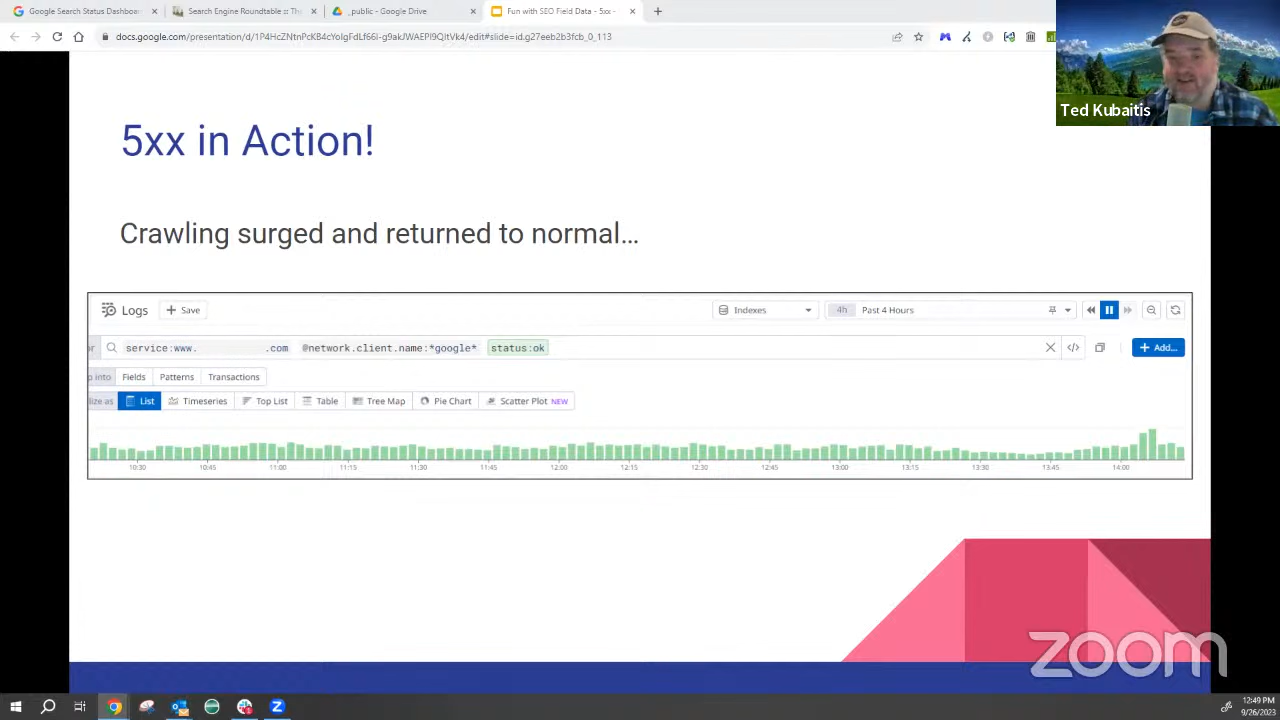 Google Search Status Dashboar
Search Engine Roundtable :: Th
_public - Google Drive
Fun with SEO Field Data - 5xx -
Ted Kubaitis
5xx in Action!
Crawling surged and returned to normal...
Logs
+ Save
Indexes
4h Past 4 Hours
service:www. .com @network.client.name:*google* status:ok
+ Add...
p into Fields Patterns Transactions
lize as List Timeseries Top List Table Tree Map Pie Chart Scatter Plot NEW
10:30 10:45 11:00 11:15 11:30 11:45 12:00 12:15 12:30 12:45 13:00 13:15 13:30 13:45 14:00
zoom
12:49 PM
9/26/2023